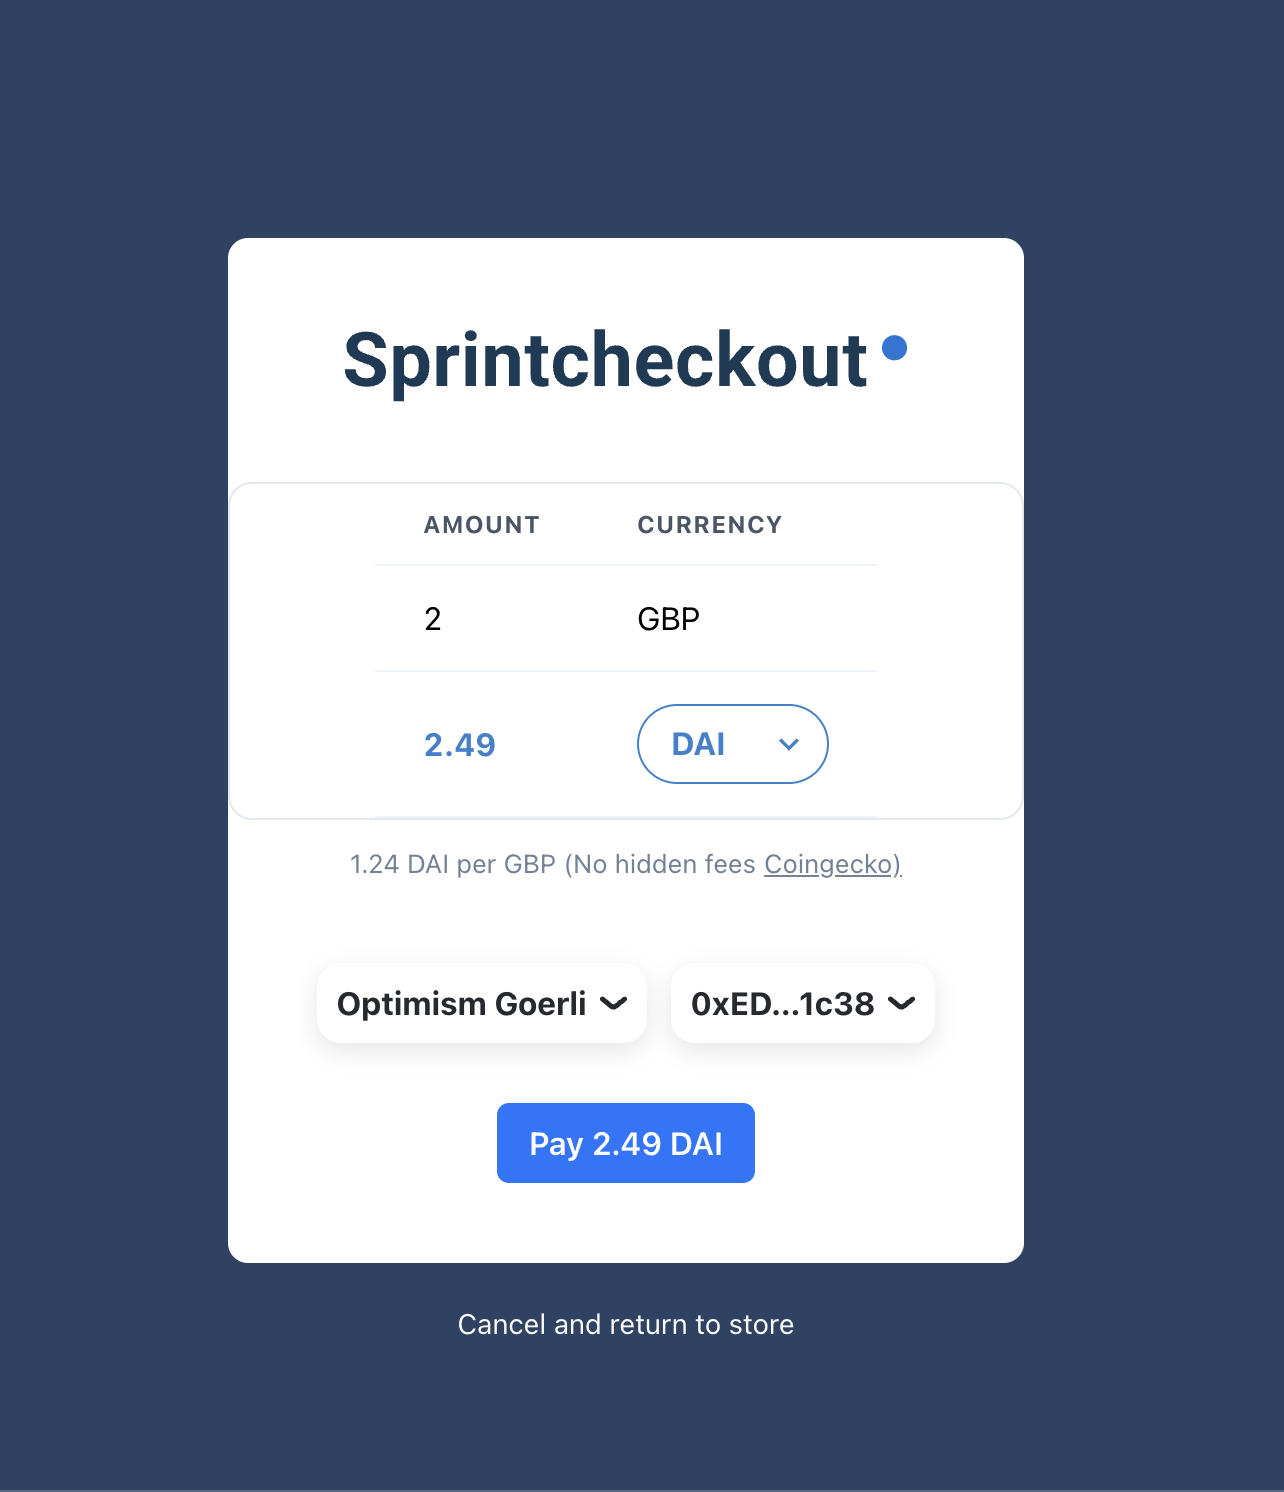 Sprintcheckout
AMOUNT CURRENCY
2 GBP
2.49 DAI
1.24 DAI per GBP (No hidden fees Coingecko)
Optimism Goerli 0xED...1c38
Pay 2.49 DAI
Cancel and return to store